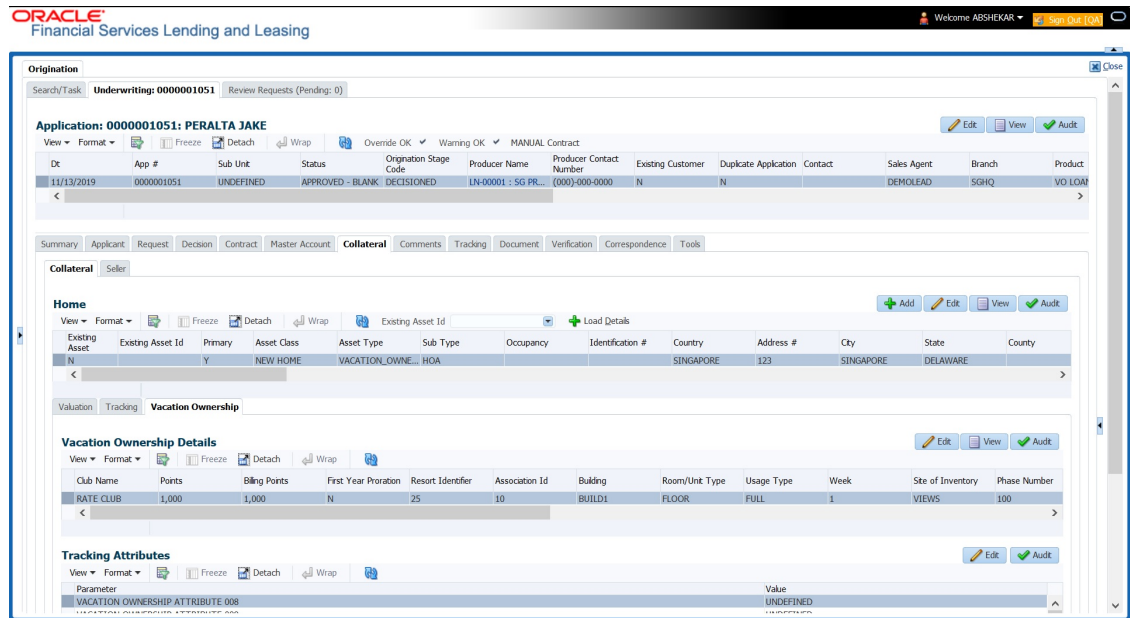 ORACLE
Financial Services Lending and Leasing
Welcome ABSHEKAR Sign Out [QA]
Close
Origination
Search/Task Underwriting: 0000001051 Review Requests (Pending: 0)
Application: 0000001051: PERALTA JAKE Edit View Audit
View Format Freeze Detach Wrap Override OK Warning OK MANUAL Contract
Dt App # Sub Unit Status Origination Stage Code Producer Name Producer Contact Number Existing Customer Duplicate Application Contact Sales Agent Branch Product
11/13/2019 0000001051 UNDEFINED APPROVED - BLANK DECISIONED LN-00001 : SG PR... (000)-000-0000 N N DEMOLEAD SGHQ VO LOAN
Summary Applicant Request Decision Contract Master Account Collateral Comments Tracking Document Verification Correspondence Tools
Collateral Seller
Home Add Edit View Audit
View Format Freeze Detach Wrap Existing Asset Id Load Details
Existing Asset Existing Asset Id Primary Asset Class Asset Type Sub Type Occupancy Identification # Country Address # City State County
N Y NEW HOME VACATION_OWNE... HOA SINGAPORE 123 SINGAPORE DELAWARE
Valuation Tracking Vacation Ownership
Vacation Ownership Details Edit View Audit
View Format Freeze Detach Wrap
Club Name Points Biling Points First Year Proration Resort Identifier Association Id Building Room/Unit Type Usage Type Week Site of Inventory Phase Number
RATE CLUB 1,000 1,000 N 25 10 BUILD1 FLOOR FULL 1 VIEWS 100
Tracking Attributes Edit Audit
View Format Freeze Detach Wrap
Parameter Value
VACATION OWNERSHIP ATTRIBUTE 008 UNDEFINED